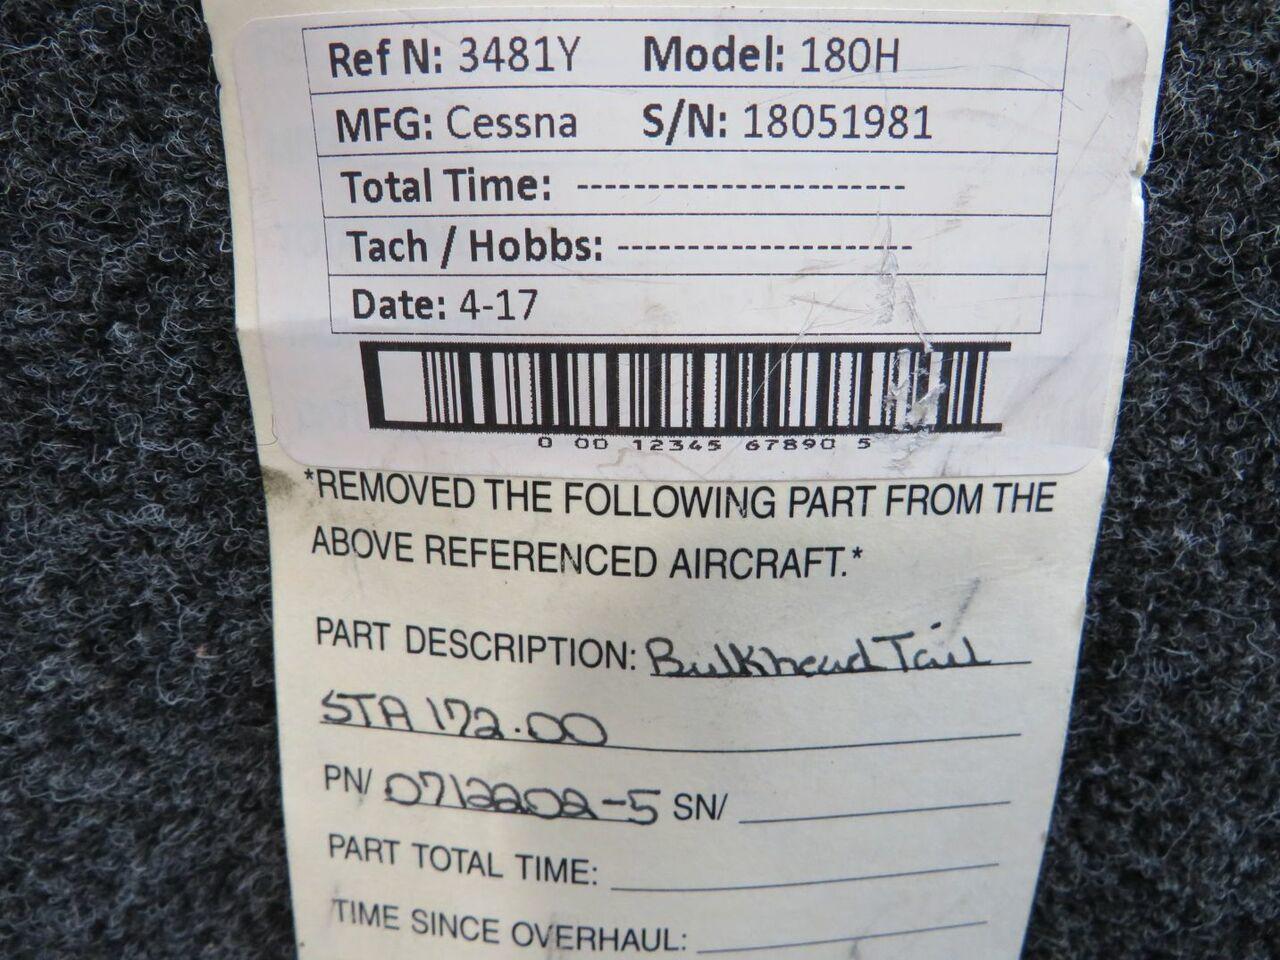 Ref N: 3481Y Model: 180H
MFG: Cessna S/N: 18051981
Total Time: -----------------------
Tach / Hobbs: ---------------------
Date: 4-17
0 00 12345 67890 5
*REMOVED THE FOLLOWING PART FROM THE
ABOVE REFERENCED AIRCRAFT.*
PART DESCRIPTION: Bulkhead Tail
STA 172.00
PN/ 0712202-5 SN/
PART TOTAL TIME:
TIME SINCE OVERHAUL: